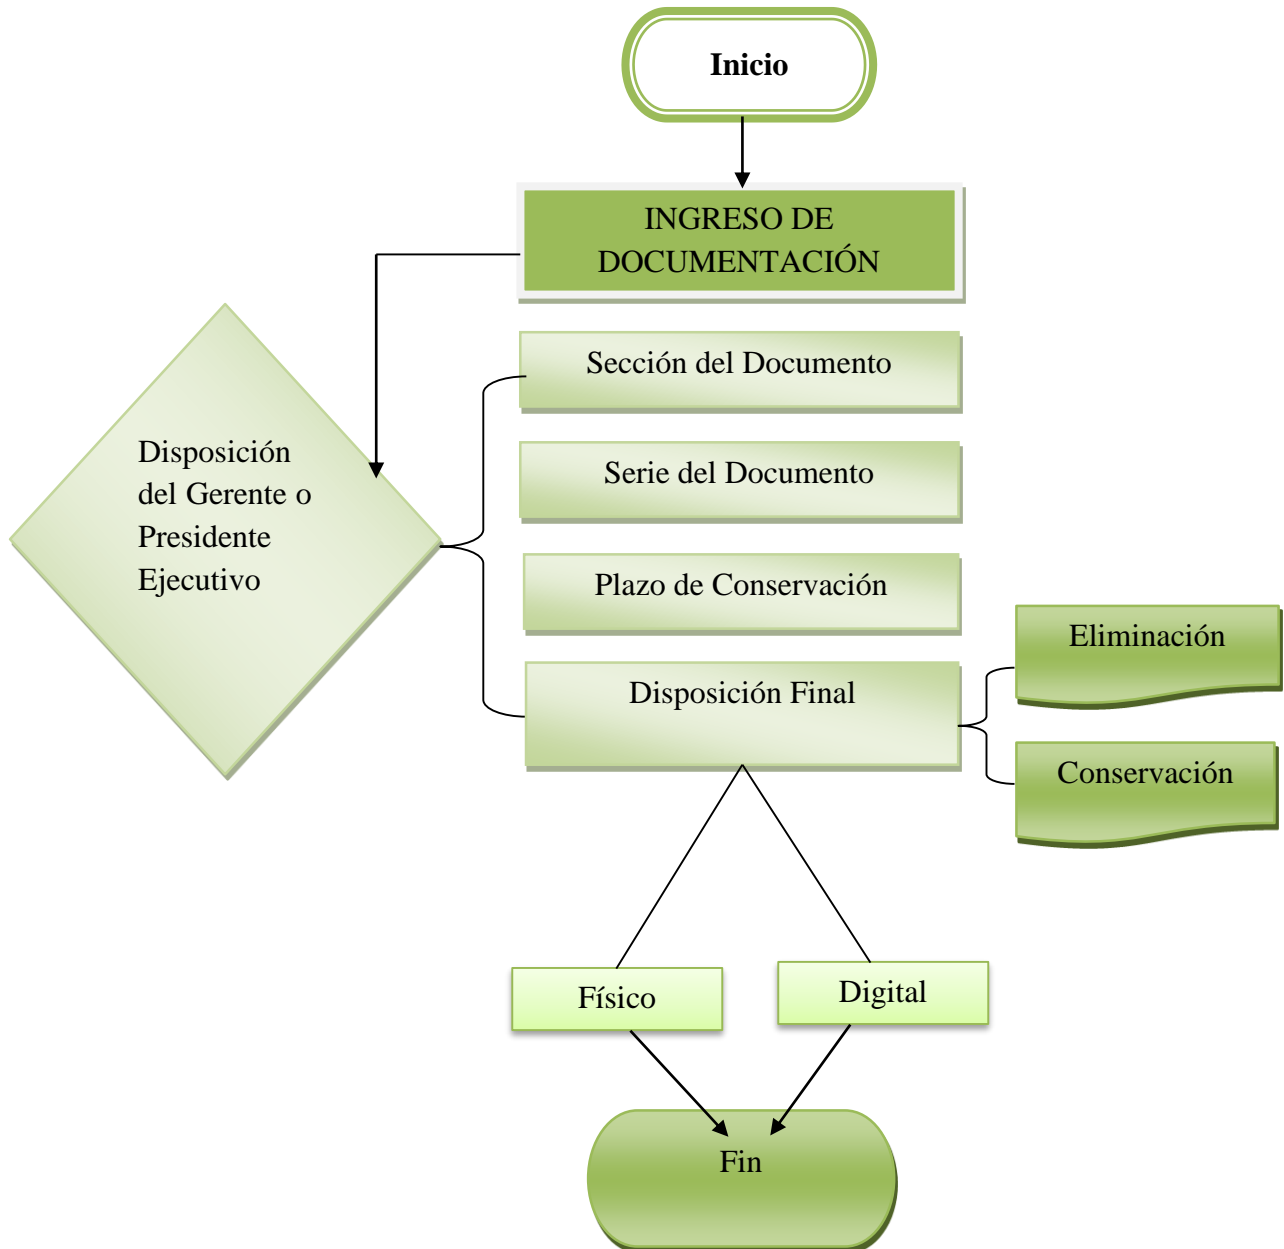 Inicio
INGRESO DE
DOCUMENTACIÓN
Sección del Documento
Disposición
del Gerente o
Presidente
Ejecutivo
Serie del Documento
Plazo de Conservación
Eliminación
Disposición Final
Conservación
Físico
Digital
Fin